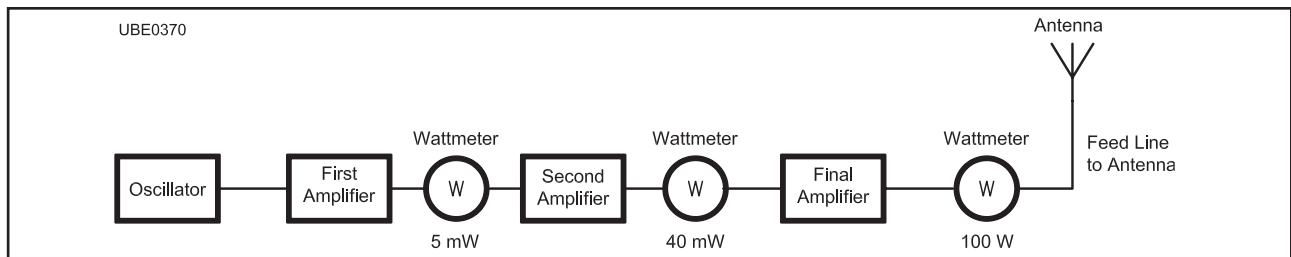 UBE0370
Antenna
Wattmeter
Wattmeter
Wattmeter
Feed Line
to Antenna
Oscillator
First
Amplifier
W
Second
Amplifier
W
Final
Amplifier
W
5 mW
40 mW
100 W